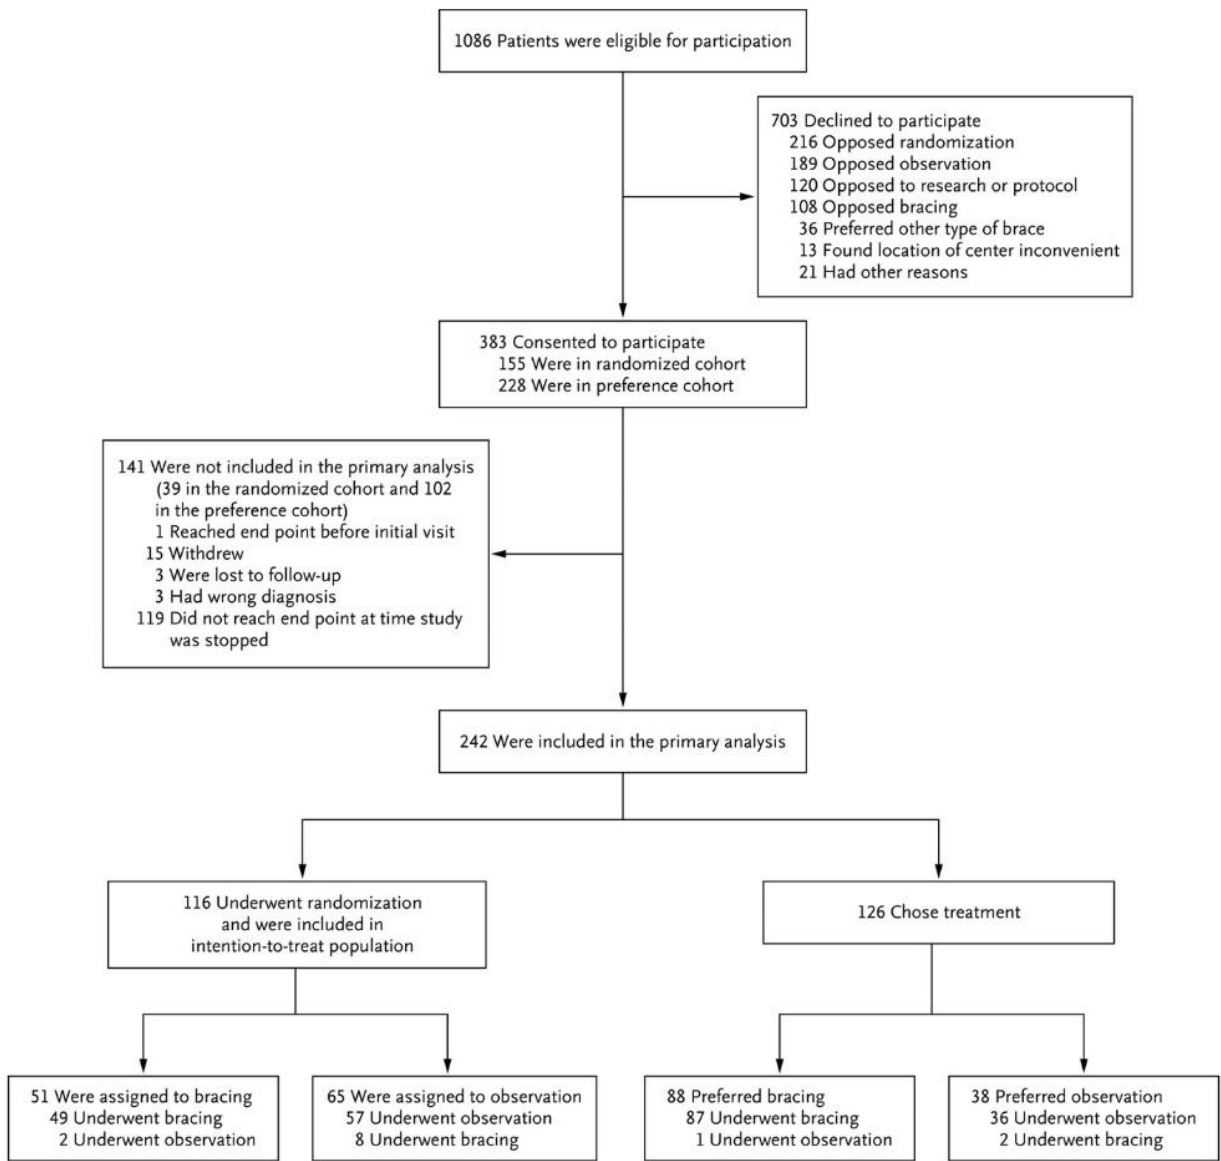 1086 Patients were eligible for participation
703 Declined to participate
216 Opposed randomization
189 Opposed observation
120 Opposed to research or protocol
108 Opposed bracing
36 Preferred other type of brace
13 Found location of center inconvenient
21 Had other reasons
383 Consented to participate
155 Were in randomized cohort
228 Were in preference cohort
141 Were not included in the primary analysis
(39 in the randomized cohort and 102
in the preference cohort)
1 Reached end point before initial visit
15 Withdrew
3 Were lost to follow-up
3 Had wrong diagnosis
119 Did not reach end point at time study
was stopped
242 Were included in the primary analysis
116 Underwent randomization
and were included in
intention-to-treat population
126 Chose treatment
51 Were assigned to bracing
49 Underwent bracing
2 Underwent observation
65 Were assigned to observation
57 Underwent observation
8 Underwent bracing
88 Preferred bracing
87 Underwent bracing
1 Underwent observation
38 Preferred observation
36 Underwent observation
2 Underwent bracing